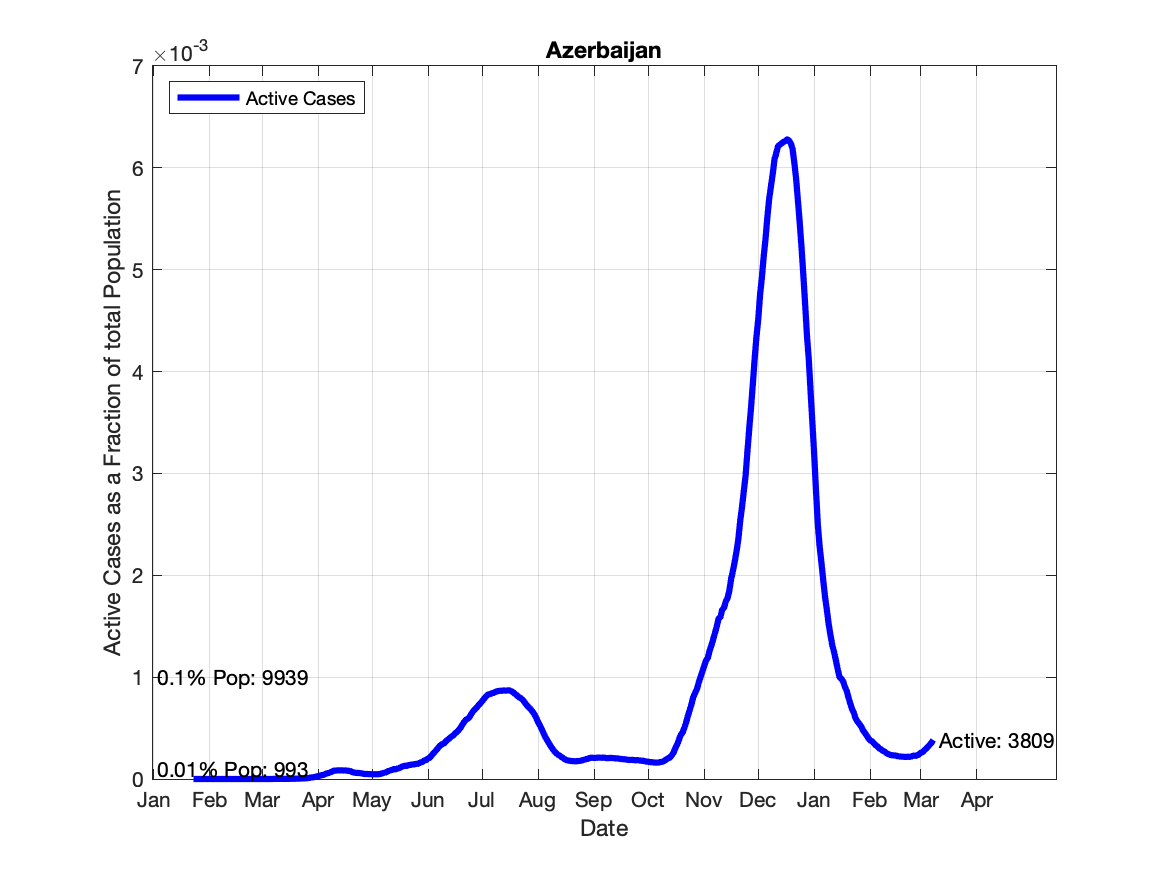 Azerbaijan
×10-3
Active Cases
7
6
5
4
3
2
1
0
Active Cases as a Fraction of total Population
0.1% Pop: 9939
0.01% Pop: 993
Active: 3809
Jan Feb Mar Apr May Jun Jul Aug Sep Oct Nov Dec Jan Feb Mar Apr
Date